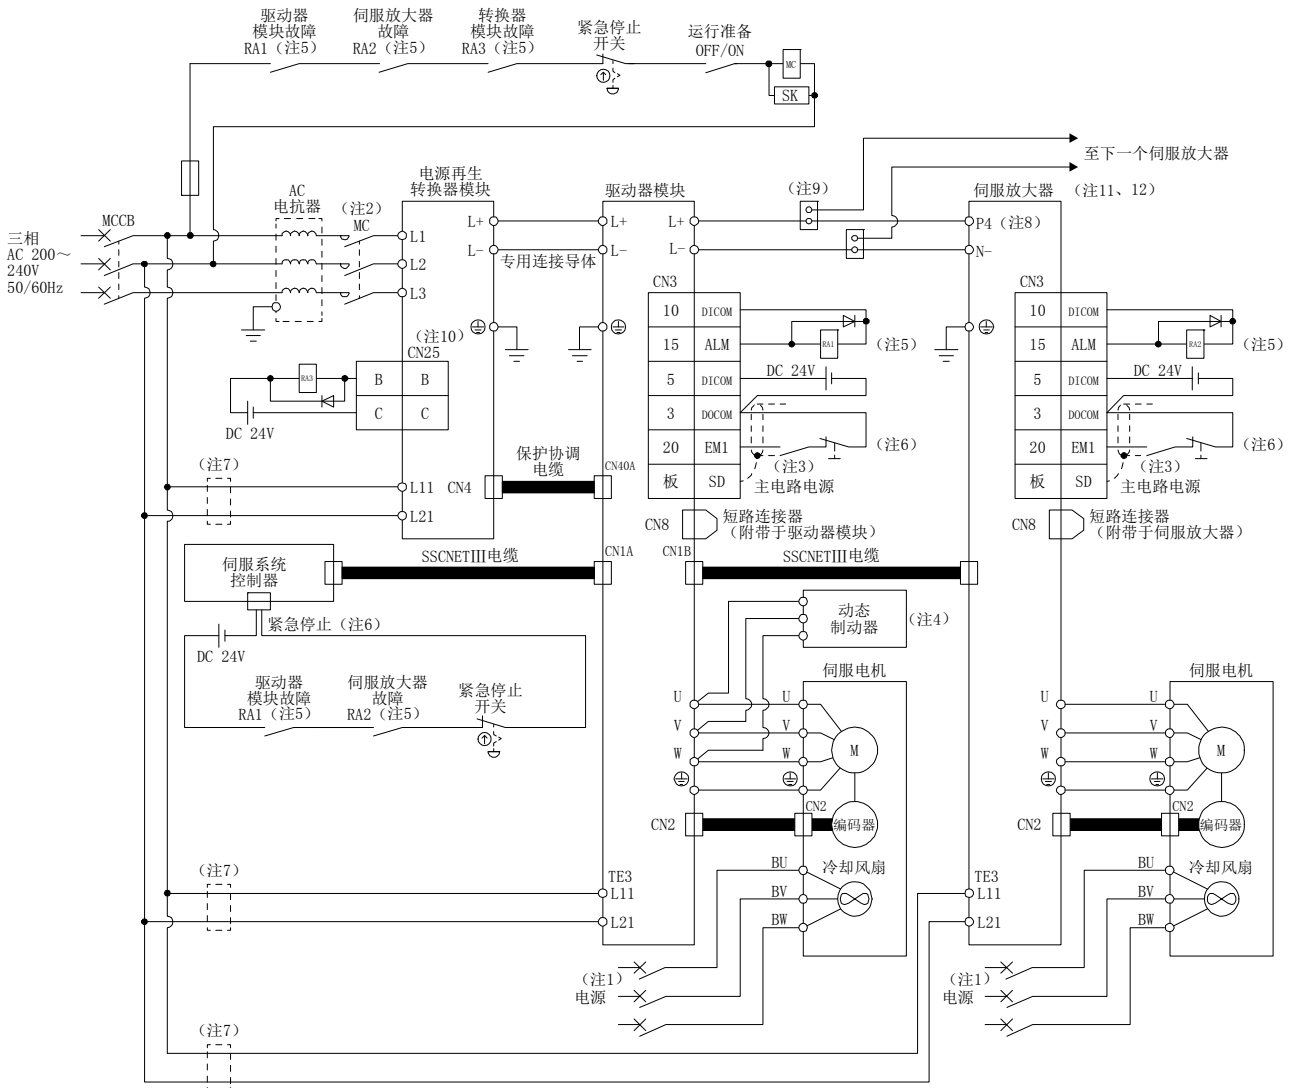 驱动器
模块故障
RA1（注5）
伺服放大器
故障
RA2（注5）
转换器
模块故障
RA3（注5）
紧急停止
开关
运行准备
OFF/ON
MC
SK
至下一个伺服放大器
电源再生
转换器模块
驱动器模块
（注9）
伺服放大器
（注11、12）
AC
电抗器
（注2）
MC
MCCB
三相
AC 200～
240V
50/60Hz
L1
L2
L3
L+
L-
专用连接导体
L+
L-
L+
L-
P4（注8）
N-
（注10）
CN25
B
B
C
C
RA3
DC 24V
CN3
10
DICOM
15
ALM
5
DICOM
3
DOCOM
20
EM1
板
SD
RA1
（注5）
DC 24V
（注6）
（注3）
主电路电源
CN3
10
DICOM
15
ALM
5
DICOM
3
DOCOM
20
EM1
板
SD
RA2
（注5）
DC 24V
（注6）
（注3）
主电路电源
（注7）
L11
L21
CN4
保护协调
电缆
CN40A
CN8
短路连接器
（附带于驱动器模块）
CN8
短路连接器
（附带于伺服放大器）
伺服系统
控制器
SSCNETⅢ电缆
CN1A
CN1B
SSCNETⅢ电缆
紧急停止（注6）
DC 24V
驱动器
模块故障
RA1（注5）
伺服放大器
故障
RA2（注5）
紧急停止
开关
动态
制动器
（注4）
伺服电机
U
V
W
U
V
W
M
CN2
CN2
编码器
冷却风扇
BU
BV
BW
伺服电机
U
V
W
U
V
W
M
CN2
CN2
编码器
冷却风扇
BU
BV
BW
（注7）
TE3
L11
L21
TE3
L11
L21
（注1）
电源
（注1）
电源
（注7）